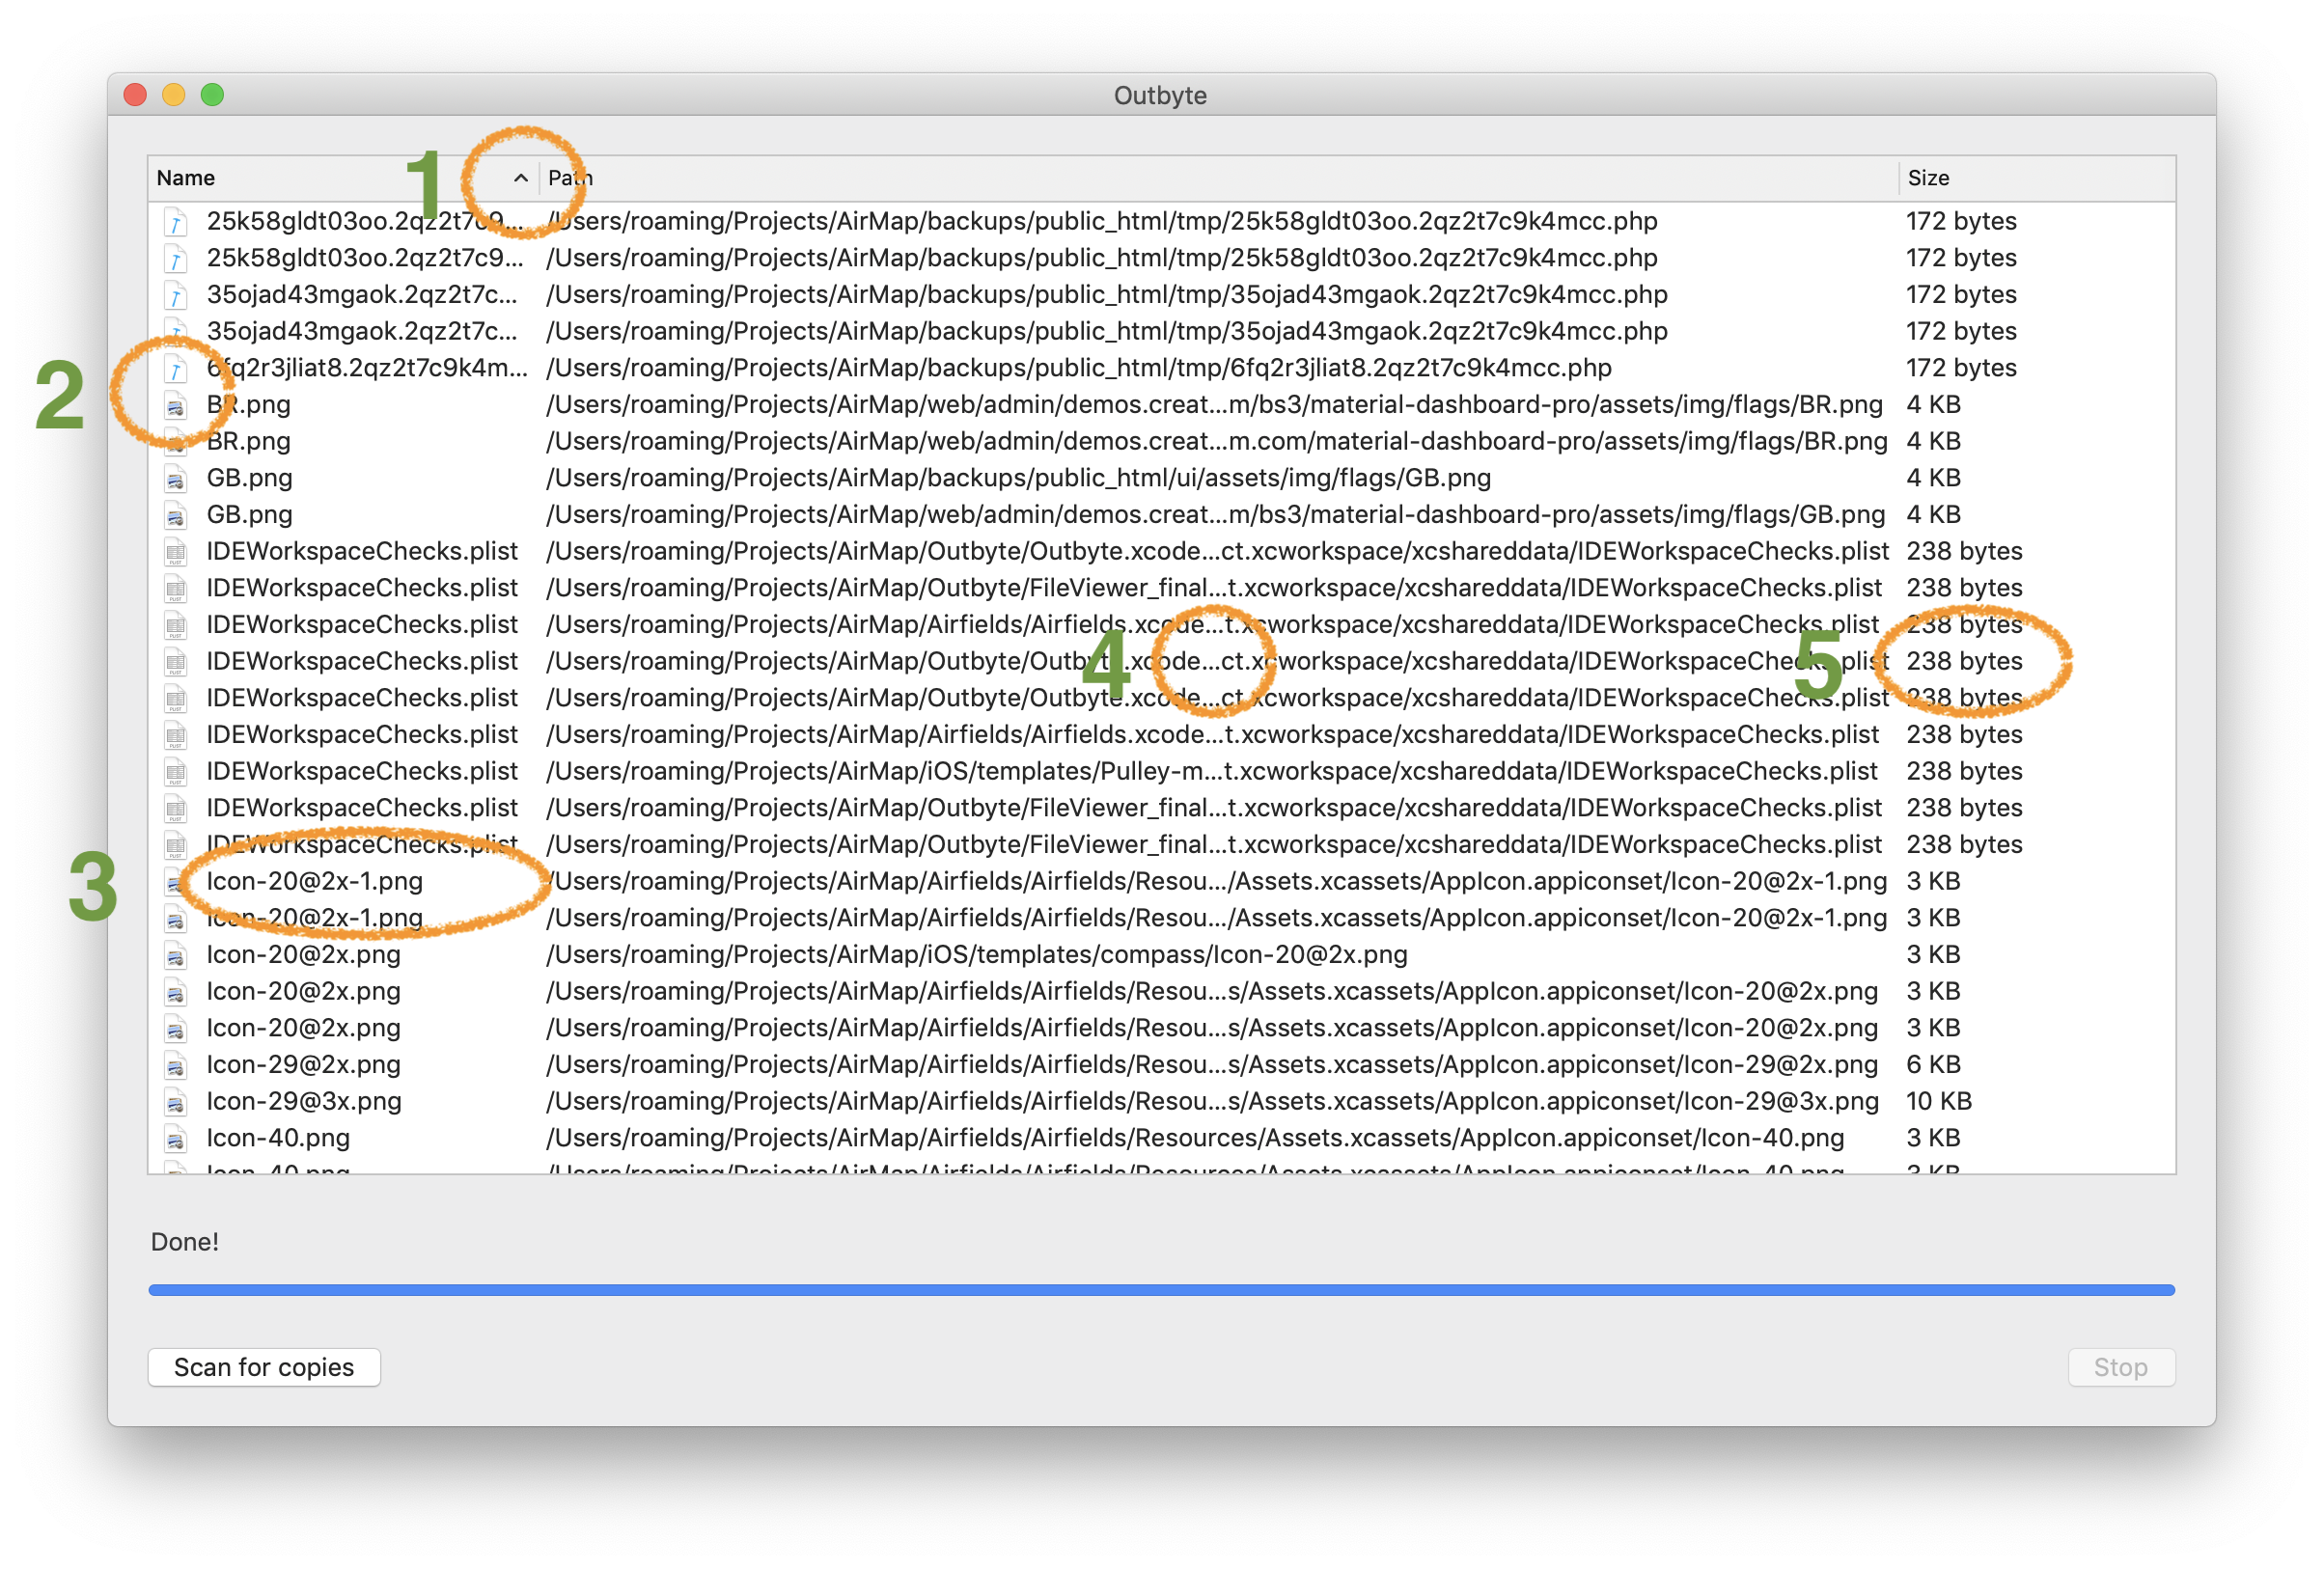 Outbyte
1
Name Path Size
25k58gldt03oo.2qz2t7c9... /Users/roaming/Projects/AirMap/backups/public_html/tmp/25k58gldt03oo.2qz2t7c9k4mcc.php 172 bytes
25k58gldt03oo.2qz2t7c9... /Users/roaming/Projects/AirMap/backups/public_html/tmp/25k58gldt03oo.2qz2t7c9k4mcc.php 172 bytes
35ojad43mgaok.2qz2t7c... /Users/roaming/Projects/AirMap/backups/public_html/tmp/35ojad43mgaok.2qz2t7c9k4mcc.php 172 bytes
35ojad43mgaok.2qz2t7c... /Users/roaming/Projects/AirMap/backups/public_html/tmp/35ojad43mgaok.2qz2t7c9k4mcc.php 172 bytes
6fq2r3jliat8.2qz2t7c9k4m... /Users/roaming/Projects/AirMap/backups/public_html/tmp/6fq2r3jliat8.2qz2t7c9k4mcc.php 172 bytes
2
BR.png /Users/roaming/Projects/AirMap/web/admin/demos.creat...m/bs3/material-dashboard-pro/assets/img/flags/BR.png 4 KB
BR.png /Users/roaming/Projects/AirMap/web/admin/demos.creat...m.com/material-dashboard-pro/assets/img/flags/BR.png 4 KB
GB.png /Users/roaming/Projects/AirMap/backups/public_html/ui/assets/img/flags/GB.png 4 KB
GB.png /Users/roaming/Projects/AirMap/web/admin/demos.creat...m/bs3/material-dashboard-pro/assets/img/flags/GB.png 4 KB
IDEWorkspaceChecks.plist /Users/roaming/Projects/AirMap/Outbyte/Outbyte.xcode...ct.xcworkspace/xcshareddata/IDEWorkspaceChecks.plist 238 bytes
IDEWorkspaceChecks.plist /Users/roaming/Projects/AirMap/Outbyte/FileViewer_final...t.xcworkspace/xcshareddata/IDEWorkspaceChecks.plist 238 bytes
IDEWorkspaceChecks.plist /Users/roaming/Projects/AirMap/Airfields/Airfields.xcode...t.xcworkspace/xcshareddata/IDEWorkspaceChecks.plist 238 bytes
4 5
IDEWorkspaceChecks.plist /Users/roaming/Projects/AirMap/Outbyte/Outbyte.xcode...ct.xcworkspace/xcshareddata/IDEWorkspaceChecks.plist 238 bytes
IDEWorkspaceChecks.plist /Users/roaming/Projects/AirMap/Outbyte/Outbyte.xcode...ct.xcworkspace/xcshareddata/IDEWorkspaceChecks.plist 238 bytes
IDEWorkspaceChecks.plist /Users/roaming/Projects/AirMap/Airfields/Airfields.xcode...t.xcworkspace/xcshareddata/IDEWorkspaceChecks.plist 238 bytes
IDEWorkspaceChecks.plist /Users/roaming/Projects/AirMap/iOS/templates/Pulley-m...t.xcworkspace/xcshareddata/IDEWorkspaceChecks.plist 238 bytes
IDEWorkspaceChecks.plist /Users/roaming/Projects/AirMap/Outbyte/FileViewer_final...t.xcworkspace/xcshareddata/IDEWorkspaceChecks.plist 238 bytes
IDEWorkspaceChecks.plist /Users/roaming/Projects/AirMap/Outbyte/FileViewer_final...t.xcworkspace/xcshareddata/IDEWorkspaceChecks.plist 238 bytes
3
Icon-20@2x-1.png /Users/roaming/Projects/AirMap/Airfields/Airfields/Resou.../Assets.xcassets/AppIcon.appiconset/Icon-20@2x-1.png 3 KB
Icon-20@2x-1.png /Users/roaming/Projects/AirMap/Airfields/Airfields/Resou.../Assets.xcassets/AppIcon.appiconset/Icon-20@2x-1.png 3 KB
Icon-20@2x.png /Users/roaming/Projects/AirMap/iOS/templates/compass/Icon-20@2x.png 3 KB
Icon-20@2x.png /Users/roaming/Projects/AirMap/Airfields/Airfields/Resou...s/Assets.xcassets/AppIcon.appiconset/Icon-20@2x.png 3 KB
Icon-20@2x.png /Users/roaming/Projects/AirMap/Airfields/Airfields/Resou...s/Assets.xcassets/AppIcon.appiconset/Icon-20@2x.png 3 KB
Icon-29@2x.png /Users/roaming/Projects/AirMap/Airfields/Airfields/Resou...s/Assets.xcassets/AppIcon.appiconset/Icon-29@2x.png 6 KB
Icon-29@3x.png /Users/roaming/Projects/AirMap/Airfields/Airfields/Resou...s/Assets.xcassets/AppIcon.appiconset/Icon-29@3x.png 10 KB
Icon-40.png /Users/roaming/Projects/AirMap/Airfields/Airfields/Resources/Assets.xcassets/AppIcon.appiconset/Icon-40.png 3 KB
Icon-40.png /Users/roaming/Projects/AirMap/Airfields/Airfields/Resources/Assets.xcassets/AppIcon.appiconset/Icon-40.png 3 KB
Done!
Scan for copies Stop